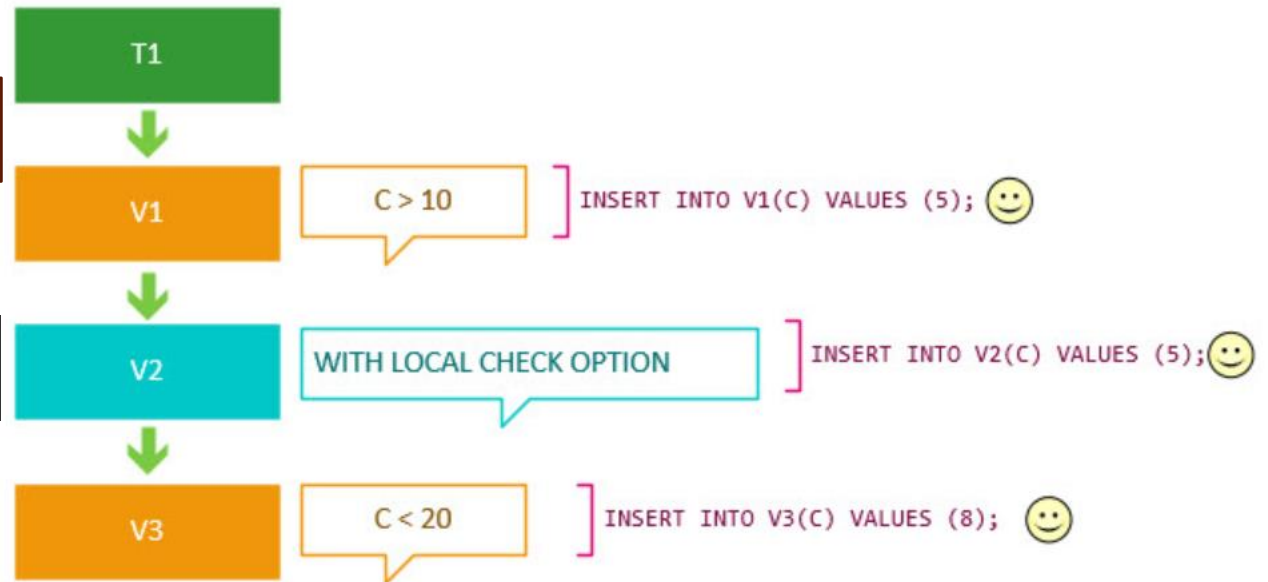 T1
V1
C > 10
INSERT INTO V1(C) VALUES (5);
V2
WITH LOCAL CHECK OPTION
INSERT INTO V2(C) VALUES (5);
V3
C < 20
INSERT INTO V3(C) VALUES (8);